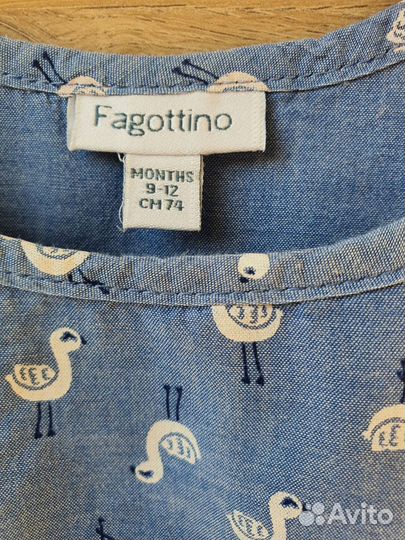 Fagottino
MONTHS
9-12
CM 74
Avito